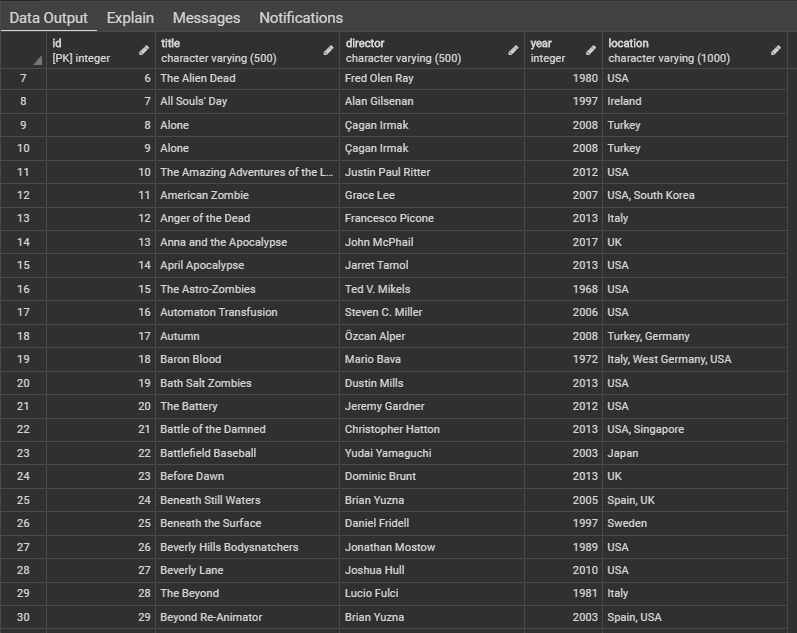 Data Output Explain Messages Notifications
id title director year location
[PK] integer character varying (500) character varying (500) integer character varying (1000)
7 6 The Alien Dead Fred Olen Ray 1980 USA
8 7 All Souls' Day Alan Gilsenan 1997 Ireland
9 8 Alone Çagan Irmak 2008 Turkey
10 9 Alone Çagan Irmak 2008 Turkey
11 10 The Amazing Adventures of the L... Justin Paul Ritter 2012 USA
12 11 American Zombie Grace Lee 2007 USA, South Korea
13 12 Anger of the Dead Francesco Picone 2013 Italy
14 13 Anna and the Apocalypse John McPhail 2017 UK
15 14 April Apocalypse Jarret Tarnol 2013 USA
16 15 The Astro-Zombies Ted V. Mikels 1968 USA
17 16 Automaton Transfusion Steven C. Miller 2006 USA
18 17 Autumn Özcan Alper 2008 Turkey, Germany
19 18 Baron Blood Mario Bava 1972 Italy, West Germany, USA
20 19 Bath Salt Zombies Dustin Mills 2013 USA
21 20 The Battery Jeremy Gardner 2012 USA
22 21 Battle of the Damned Christopher Hatton 2013 USA, Singapore
23 22 Battlefield Baseball Yudai Yamaguchi 2003 Japan
24 23 Before Dawn Dominic Brunt 2013 UK
25 24 Beneath Still Waters Brian Yuzna 2005 Spain, UK
26 25 Beneath the Surface Daniel Fridell 1997 Sweden
27 26 Beverly Hills Bodysnatchers Jonathan Mostow 1989 USA
28 27 Beverly Lane Joshua Hull 2010 USA
29 28 The Beyond Lucio Fulci 1981 Italy
30 29 Beyond Re-Animator Brian Yuzna 2003 Spain, USA